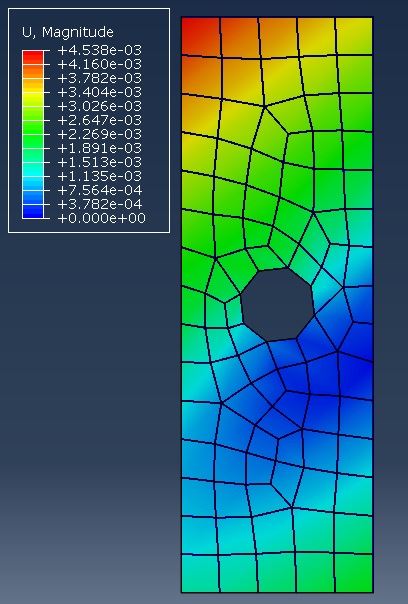 U, Magnitude
+4.538e-03
+4.160e-03
+3.782e-03
+3.404e-03
+3.026e-03
+2.647e-03
+2.269e-03
+1.891e-03
+1.513e-03
+1.135e-03
+7.564e-04
+3.782e-04
+0.000e+00